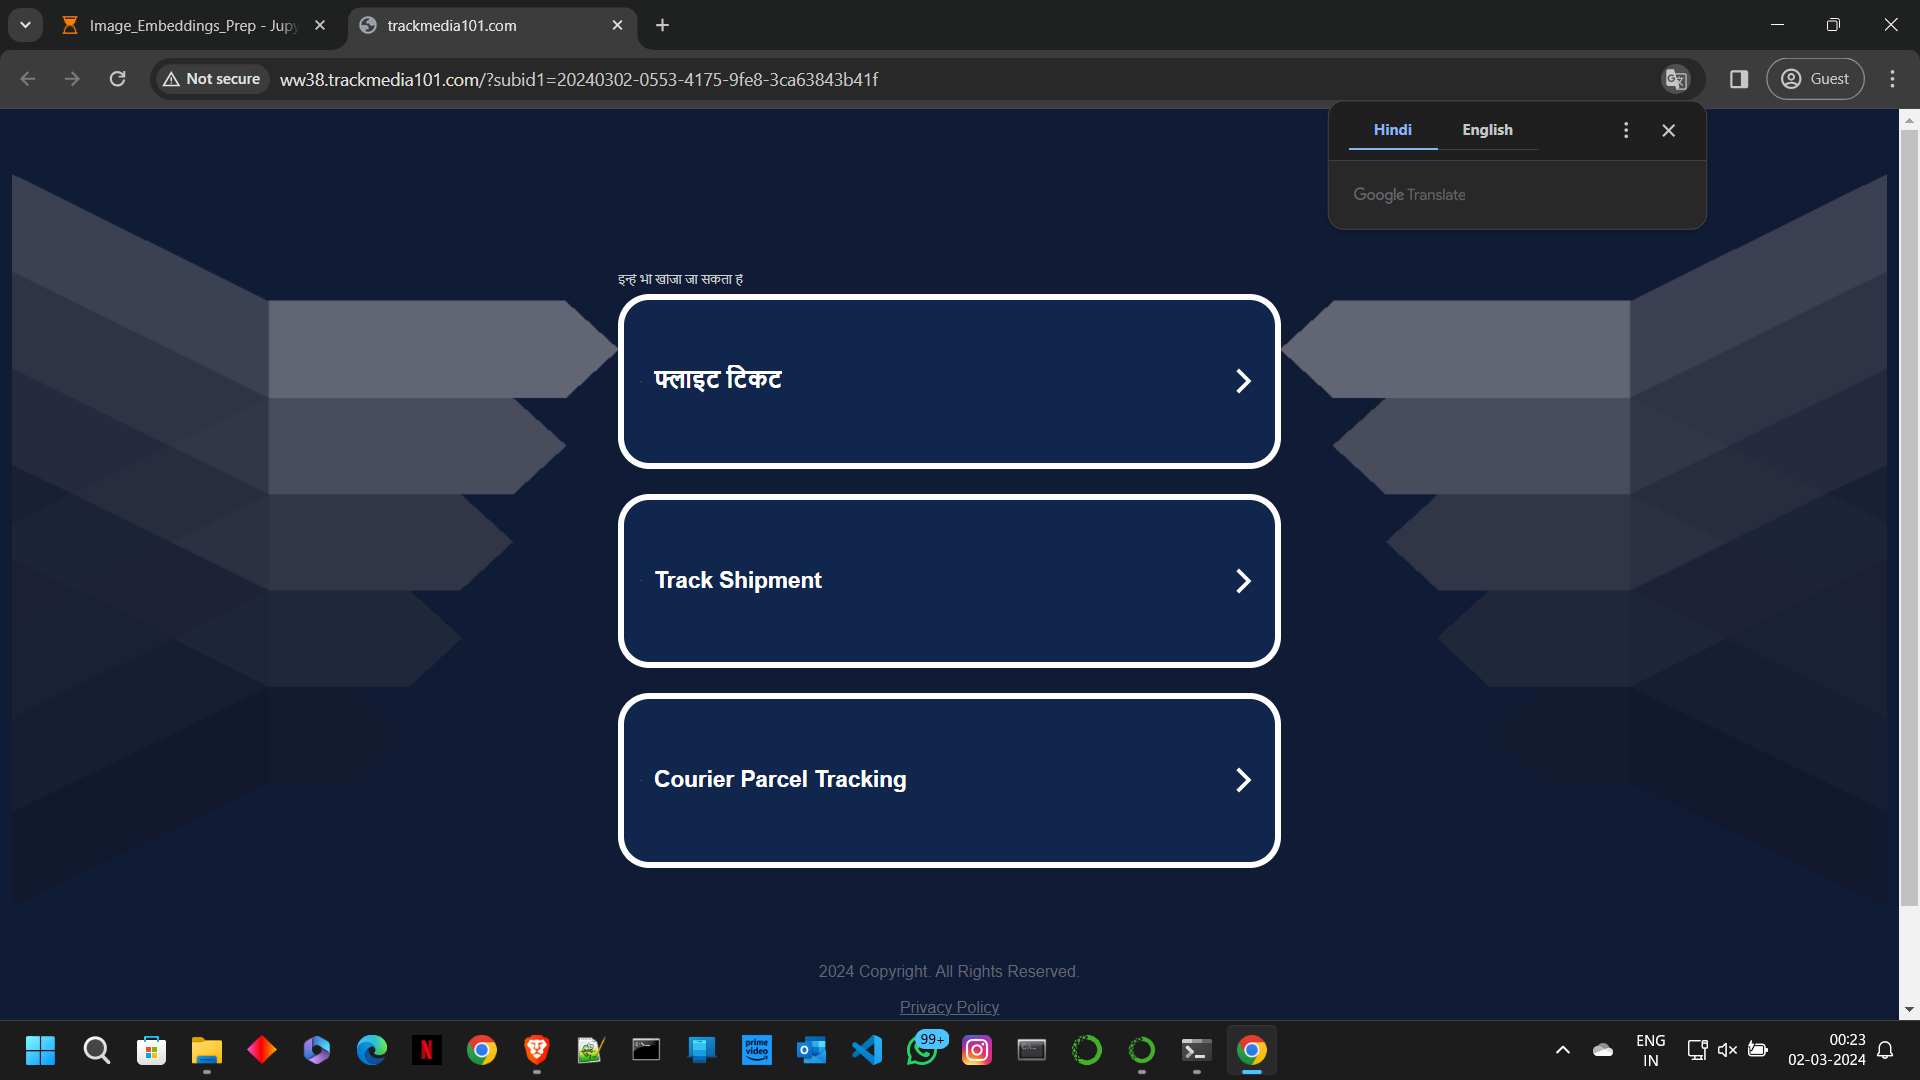 Image_Embeddings_Prep - Jupy
trackmedia101.com
Not secure
ww38.trackmedia101.com/?subid1=20240302-0553-4175-9fe8-3ca63843b41f
Guest
Hindi
English
Google Translate
इन्हें भी खोजा जा सकता है
फ्लाइट टिकट
Track Shipment
Courier Parcel Tracking
2024 Copyright. All Rights Reserved.
Privacy Policy
N
prime video
99+
ENG
IN
00:23
02-03-2024